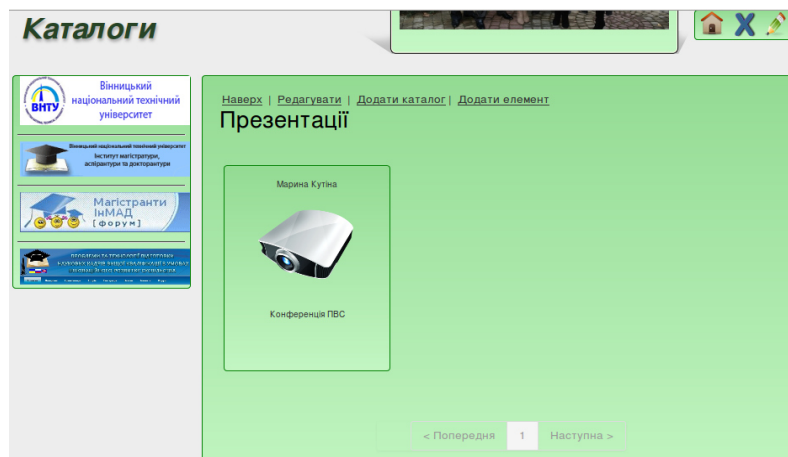 Каталоги
Вінницький
національний технічний
університет
ВНТУ
Вінницький національний технічний університет
Інститут магістратури,
аспірантури та докторантури
Магістранти
ІнМАД
[форум]
Наверх | Редагувати | Додати каталог | Додати елемент
Презентації
Марина Кутіна
Конференція ПВС
< Попередня 1 Наступна >